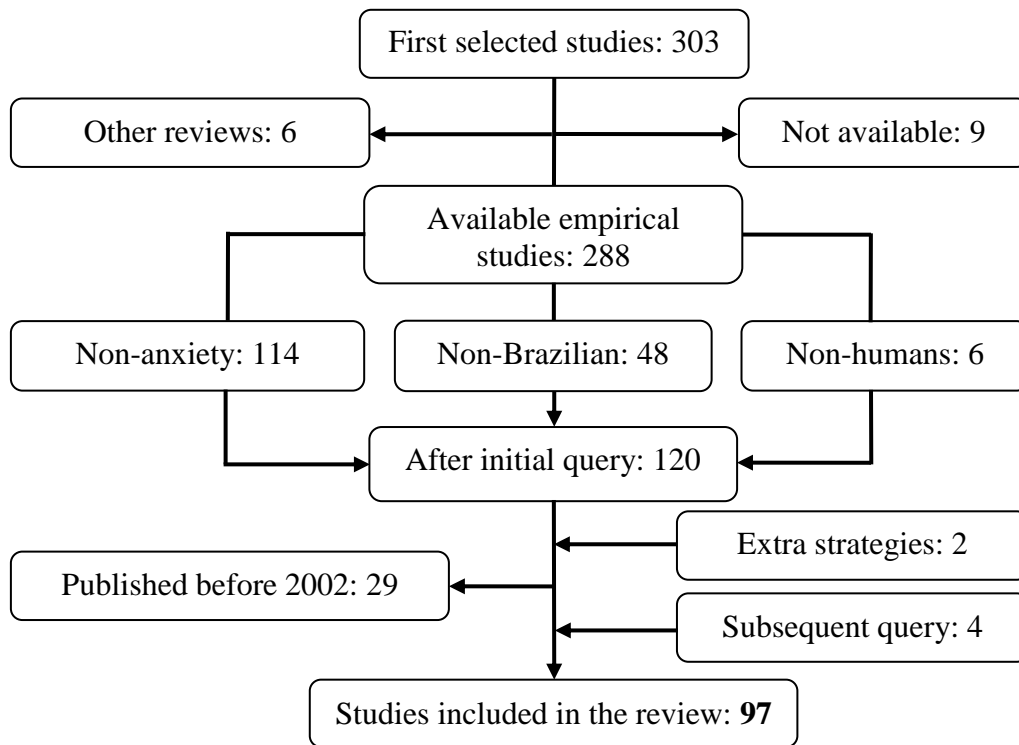 First selected studies: 303
Other reviews: 6
Not available: 9
Available empirical
studies: 288
Non-anxiety: 114
Non-Brazilian: 48
Non-humans: 6
After initial query: 120
Extra strategies: 2
Published before 2002: 29
Subsequent query: 4
Studies included in the review: 97